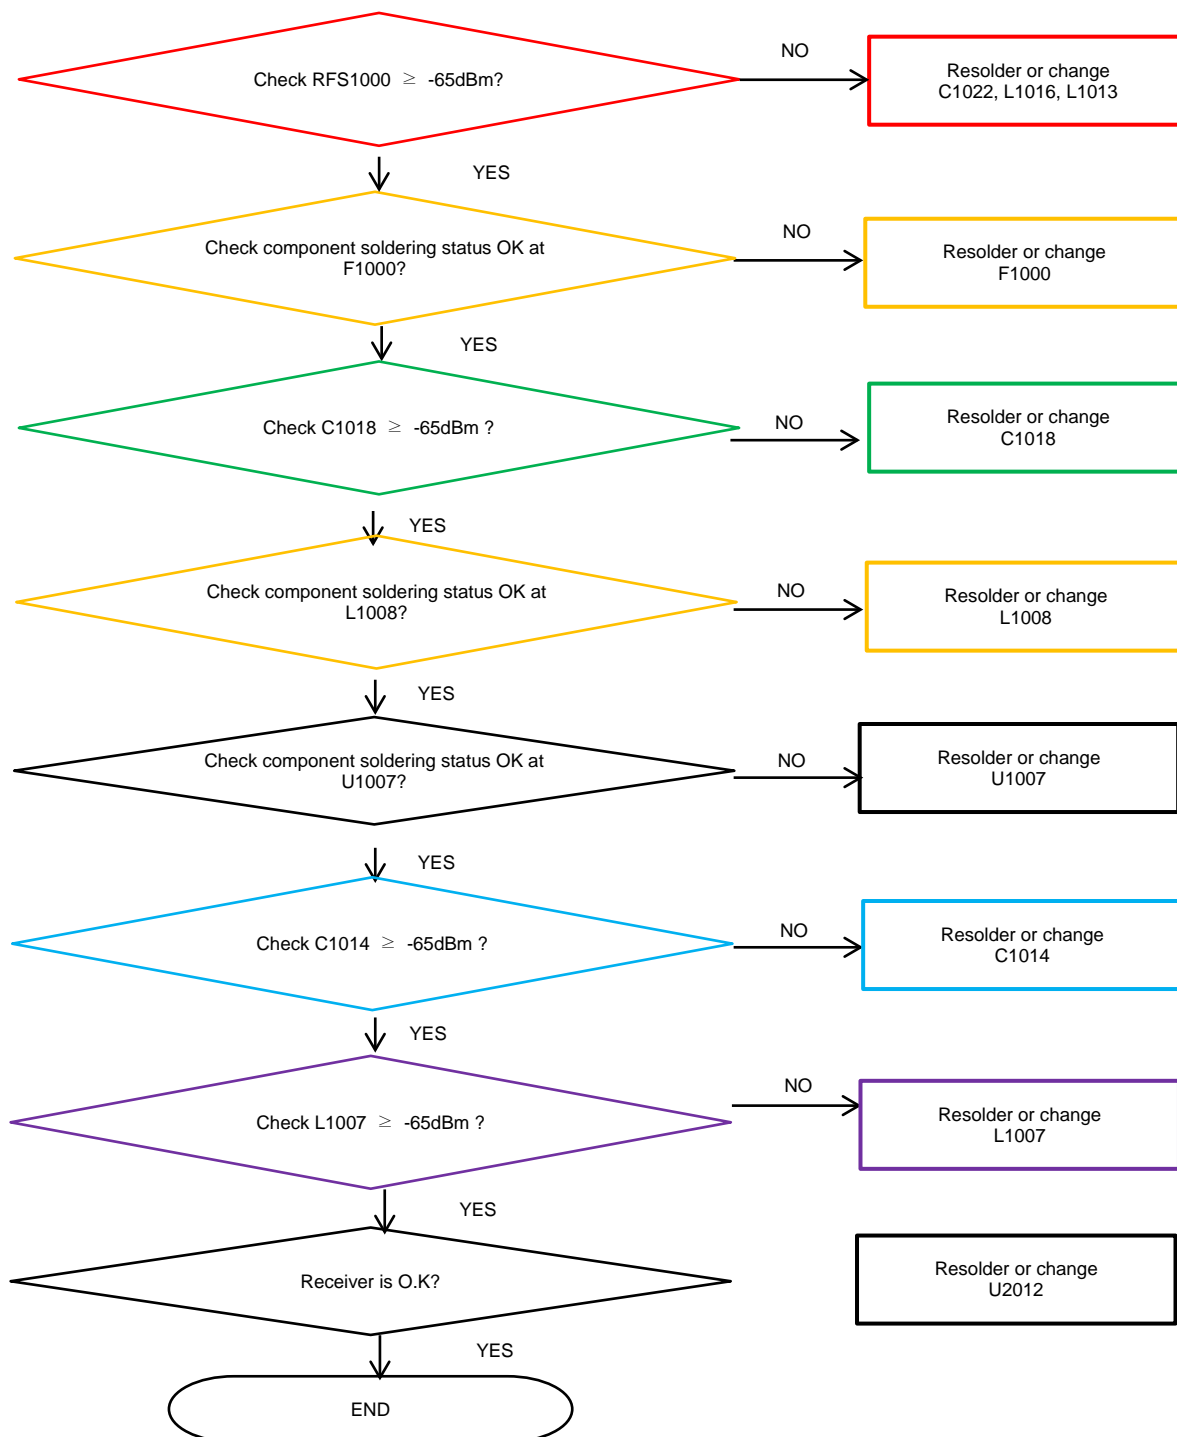 Check RFS1000 ≥ -65dBm?
NO
Resolder or change
C1022, L1016, L1013
YES
Check component soldering status OK at
F1000?
NO
Resolder or change
F1000
YES
Check C1018 ≥ -65dBm ?
NO
Resolder or change
C1018
YES
Check component soldering status OK at
L1008?
NO
Resolder or change
L1008
YES
Check component soldering status OK at
U1007?
NO
Resolder or change
U1007
YES
Check C1014 ≥ -65dBm ?
NO
Resolder or change
C1014
YES
Check L1007 ≥ -65dBm ?
NO
Resolder or change
L1007
YES
Receiver is O.K?
Resolder or change
U2012
YES
END